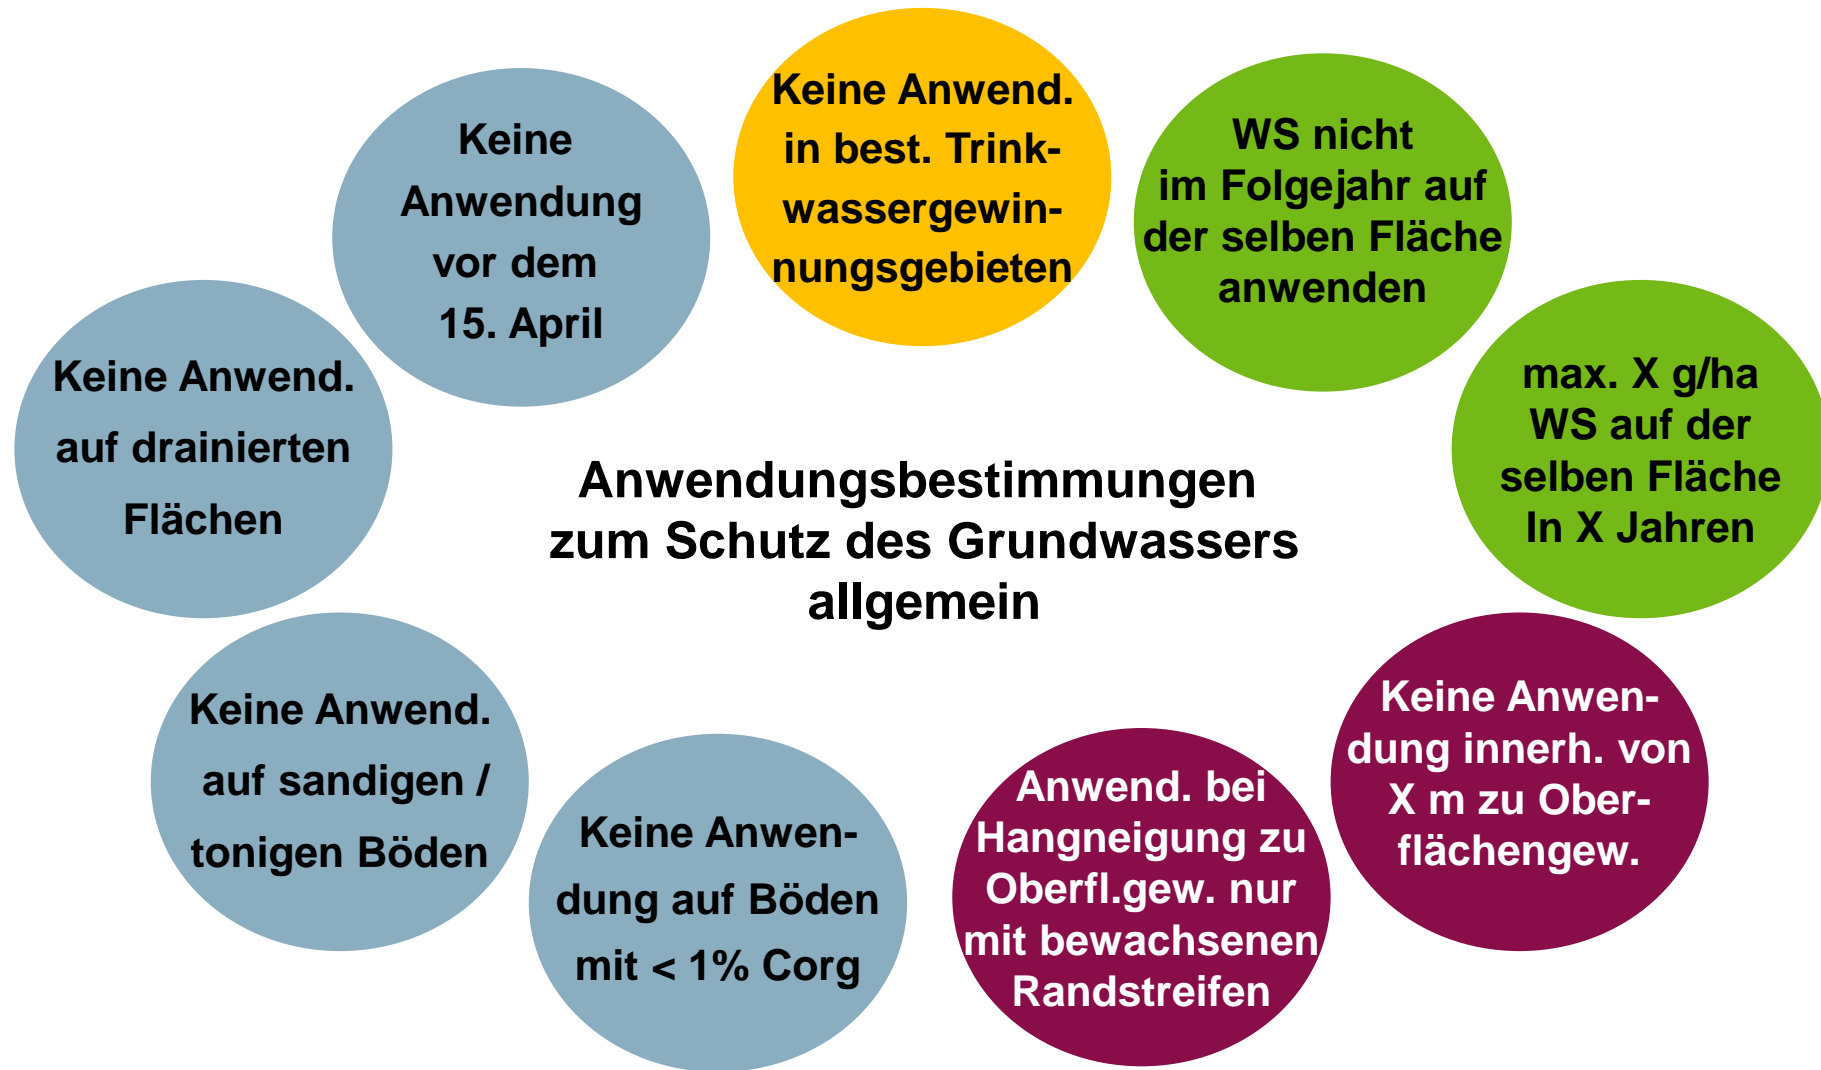 Keine Anwend.
in best. Trink-
wassergewin-
nungsgebieten
WS nicht
im Folgejahr auf
der selben Fläche
anwenden
max. X g/ha
WS auf der
selben Fläche
In X Jahren
Keine Anwen-
dung innerh. von
X m zu Ober-
flächengew.
Anwend. bei
Hangneigung zu
Oberfl.gew. nur
mit bewachsenen
Randstreifen
Keine Anwen-
dung auf Böden
mit < 1% Corg
Keine Anwend.
auf sandigen /
tonigen Böden
Keine Anwend.
auf drainierten
Flächen
Keine
Anwendung
vor dem
15. April
Anwendungsbestimmungen
zum Schutz des Grundwassers
allgemein